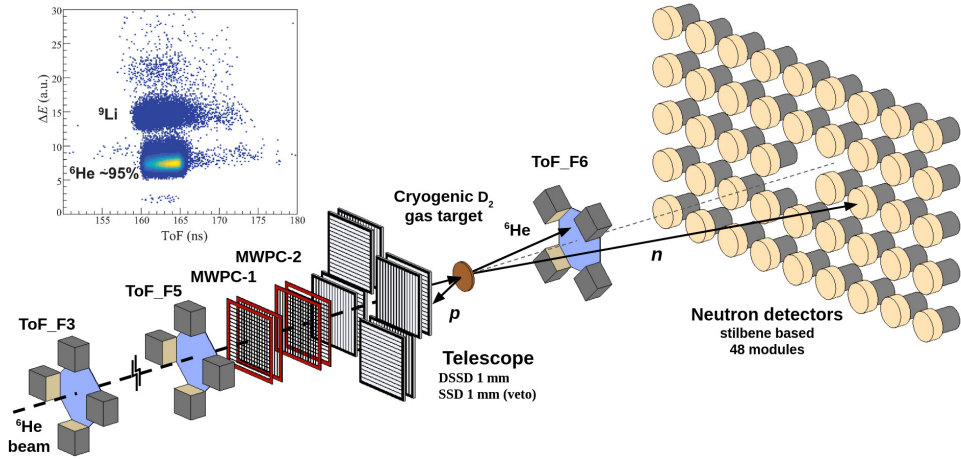 30
25
20
15
10
5
0
ΔE (a.u.)
⁹Li
⁶He ~95%
155
160
165
170
175
180
ToF (ns)
Cryogenic D₂
gas target
ToF_F6
⁶He
n
MWPC-2
MWPC-1
ToF_F5
ToF_F3
p
Telescope
DSSD 1 mm
SSD 1 mm (veto)
Neutron detectors
stilbene based
48 modules
⁶He
beam